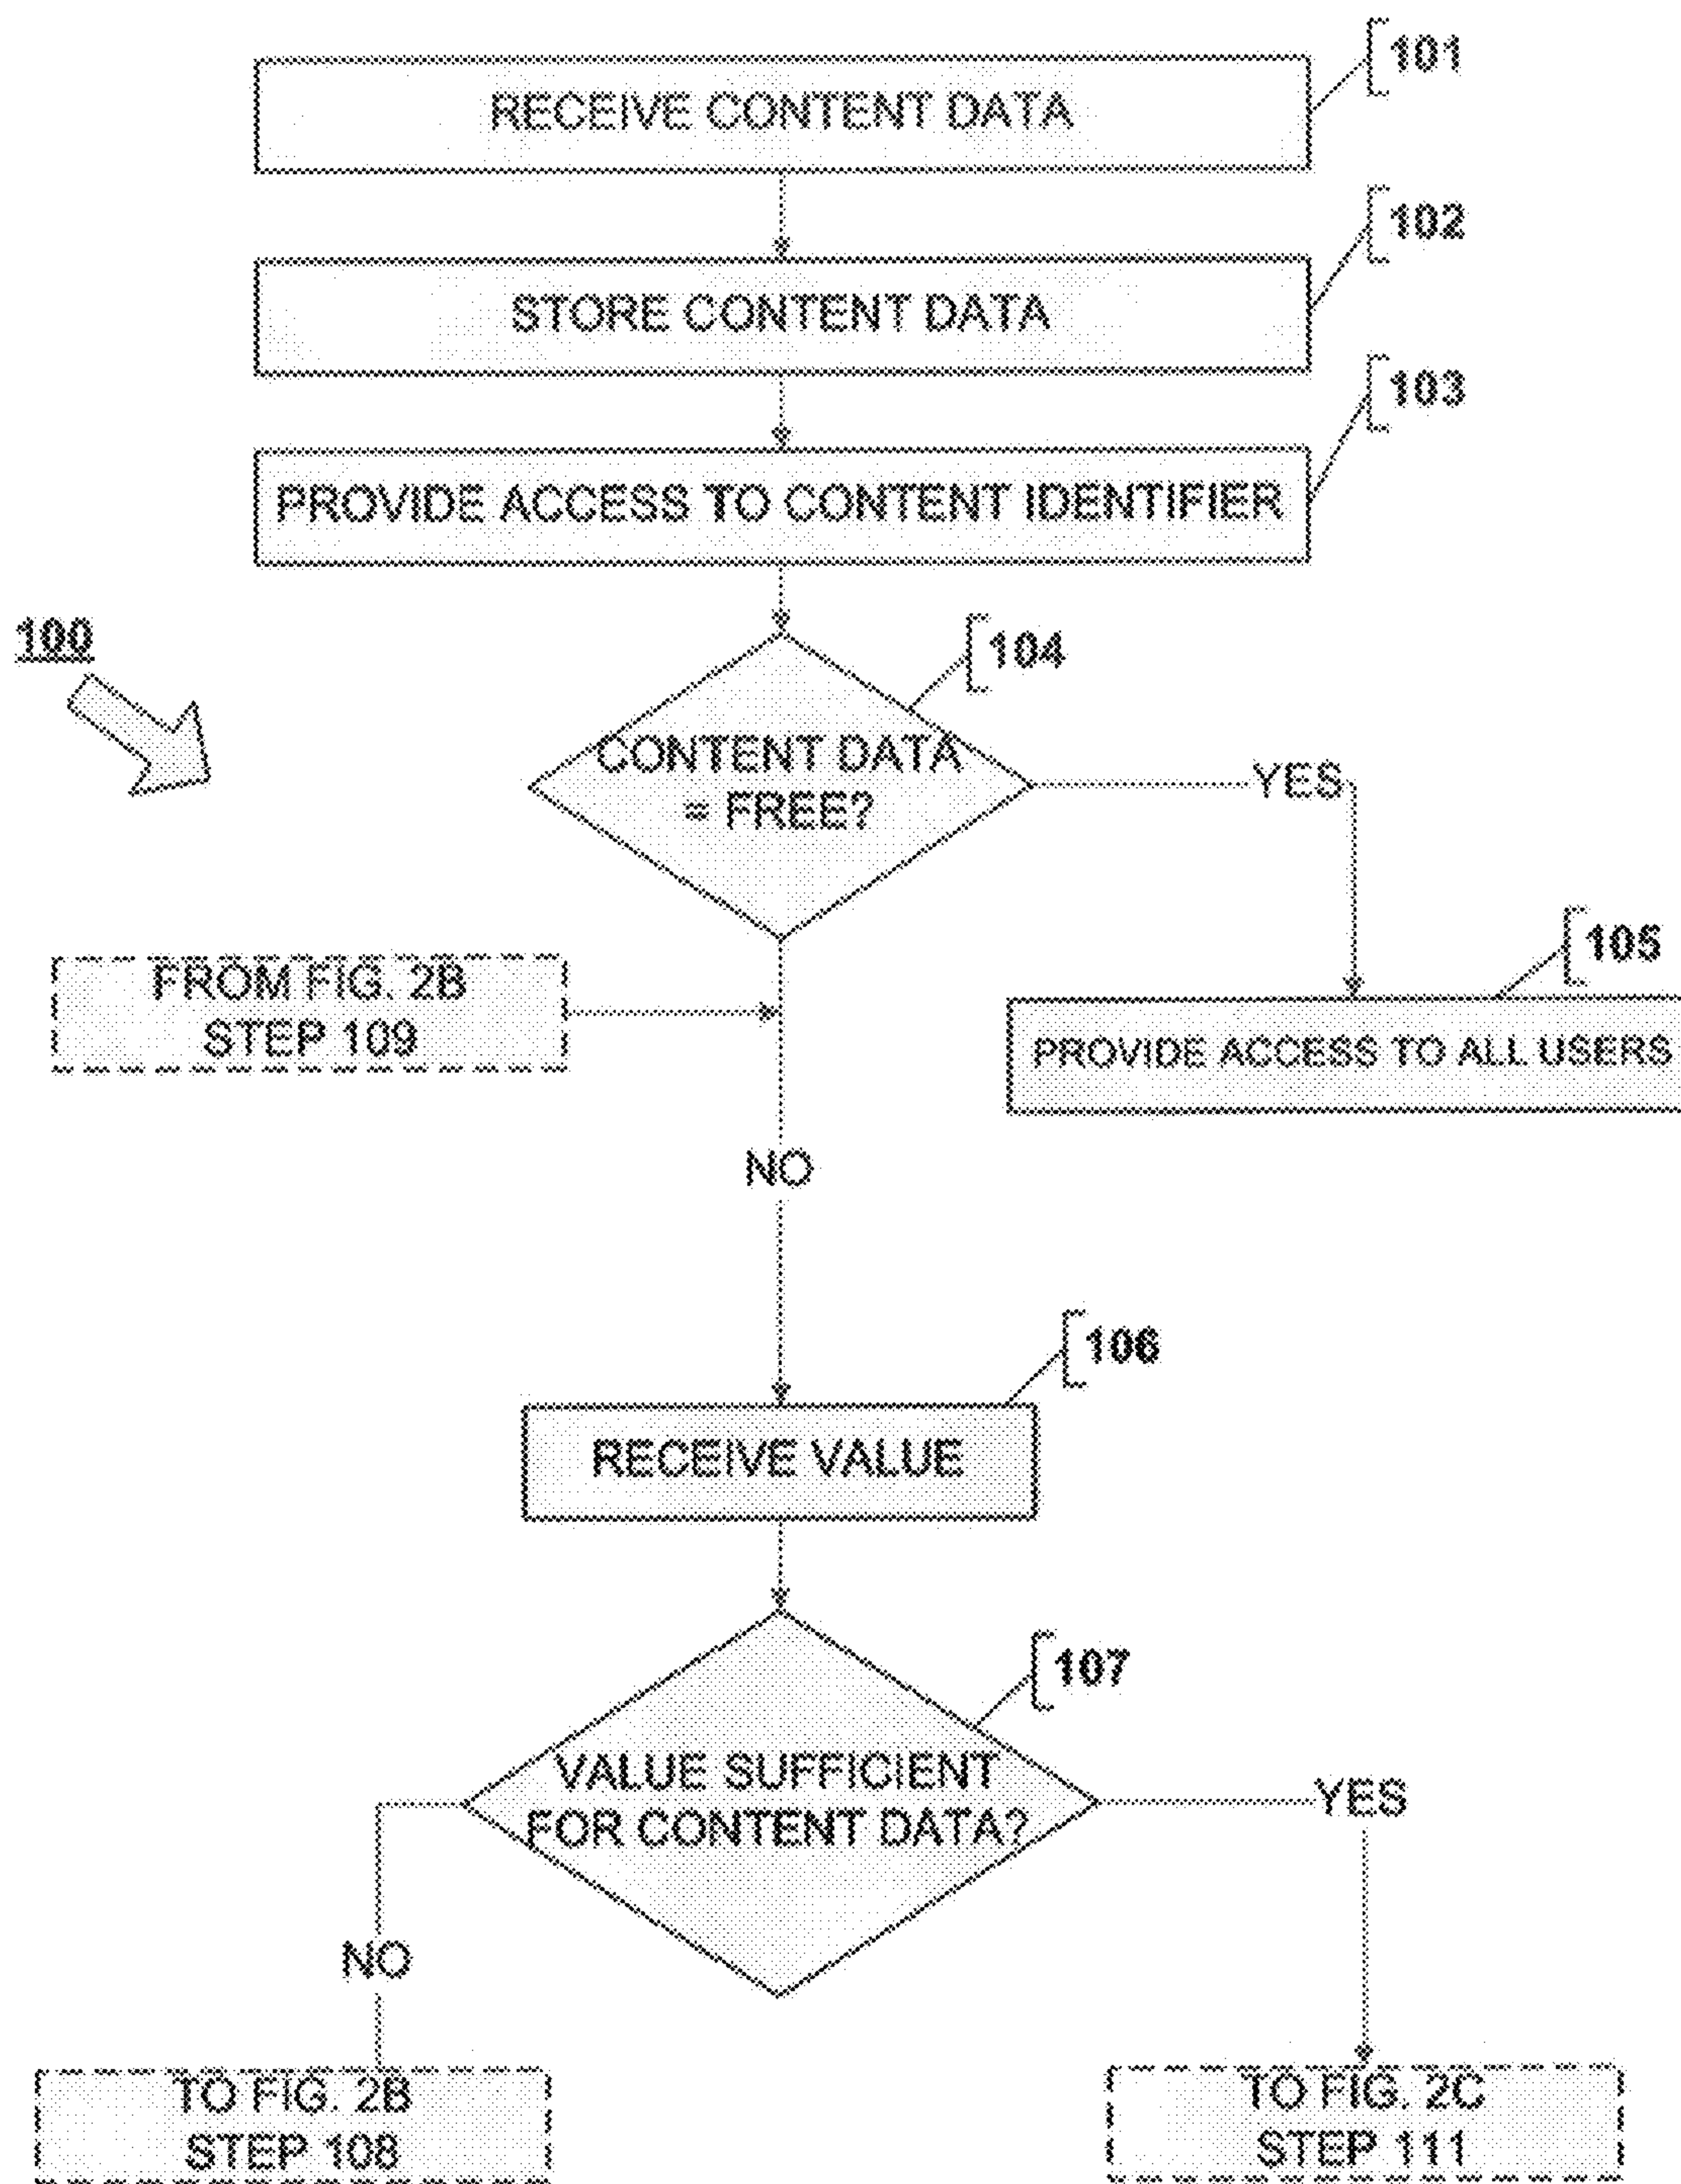 101
RECEIVE CONTENT DATA
102
STORE CONTENT DATA
103
PROVIDE ACCESS TO CONTENT IDENTIFIER
100
104
CONTENT DATA
= FREE?
YES
105
FROM FIG. 2B
STEP 109
PROVIDE ACCESS TO ALL USERS
NO
106
RECEIVE VALUE
107
VALUE SUFFICIENT
FOR CONTENT DATA?
YES
NO
TO FIG. 2B
STEP 108
TO FIG. 2C
STEP 111